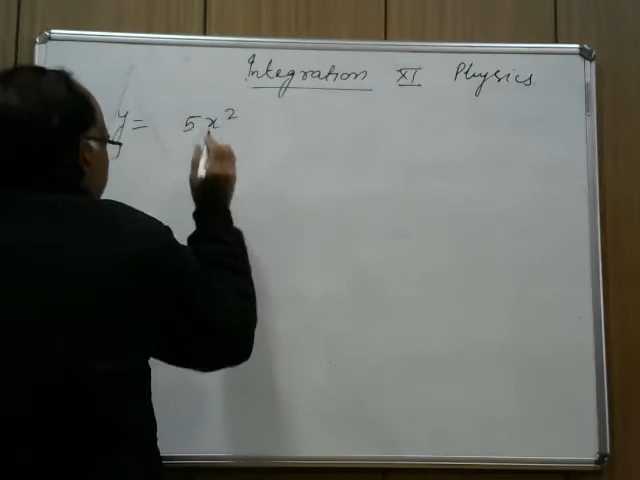 Integration XI Physics
y = 5x²